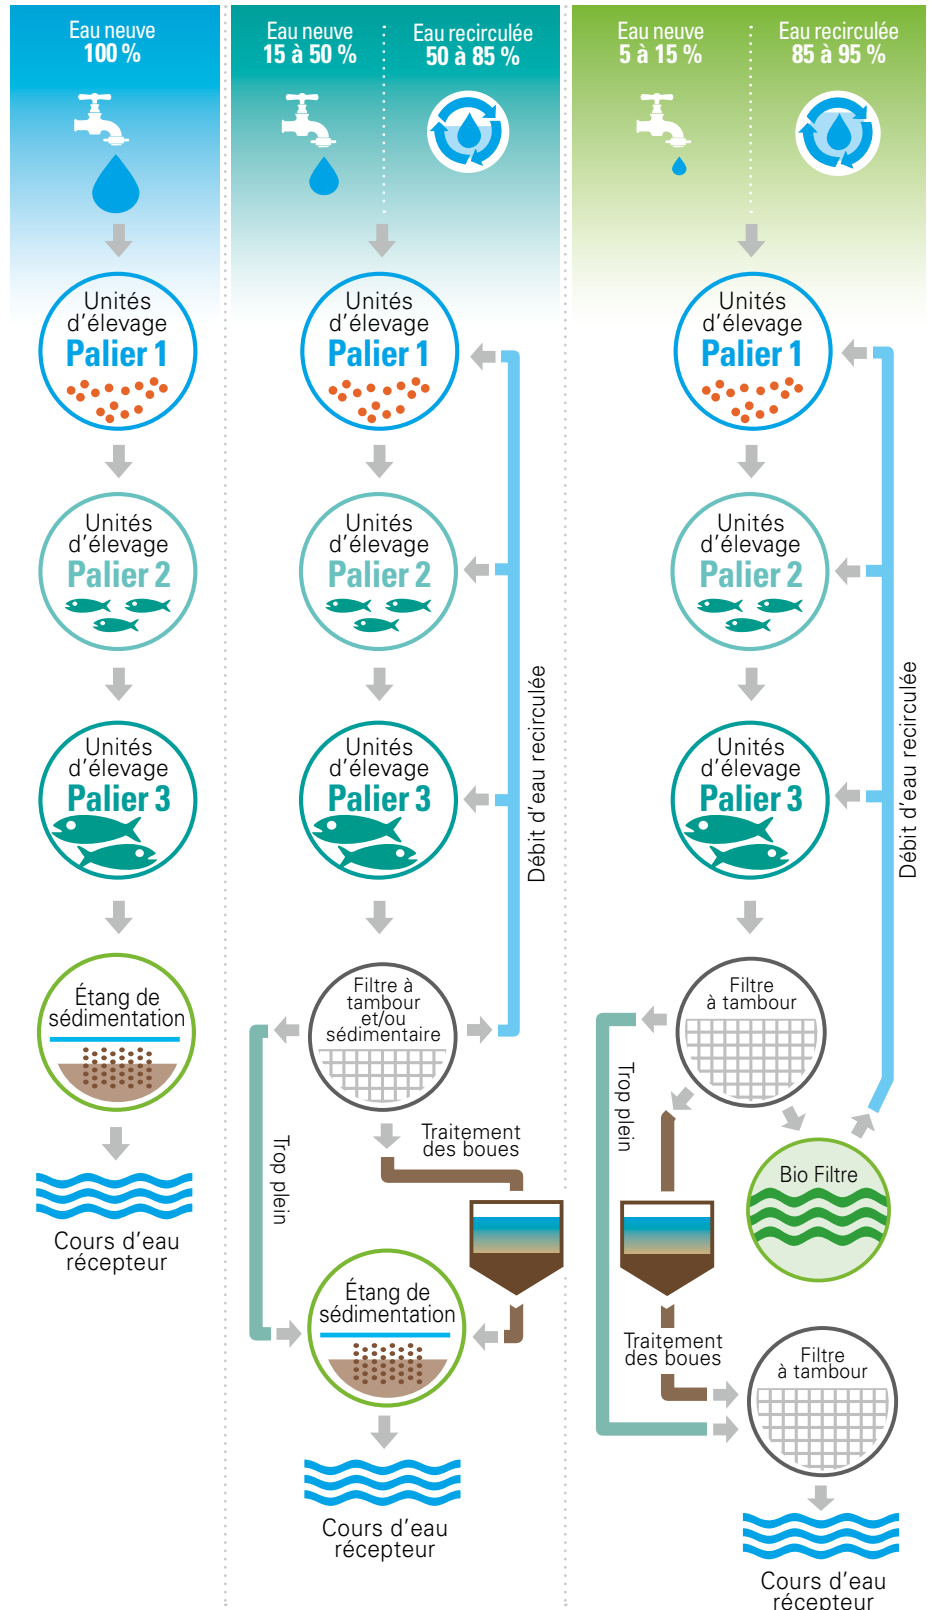 Eau neuve
100 %
Unités
d'élevage
Palier 1
Unités
d'élevage
Palier 2
Unités
d'élevage
Palier 3
Étang de
sédimentation
Cours d'eau
récepteur
Eau neuve
15 à 50 %
Eau recirculée
50 à 85 %
Unités
d'élevage
Palier 1
Unités
d'élevage
Palier 2
Unités
d'élevage
Palier 3
Débit d'eau recirculée
Filtre à
tambour
et/ou
sédimentaire
Trop plein
Traitement
des boues
Étang de
sédimentation
Cours d'eau
récepteur
Eau neuve
5 à 15 %
Eau recirculée
85 à 95 %
Unités
d'élevage
Palier 1
Unités
d'élevage
Palier 2
Unités
d'élevage
Palier 3
Débit d'eau recirculée
Filtre
à tambour
Trop plein
Bio Filtre
Traitement
des boues
Filtre
à tambour
Cours d'eau
récepteur